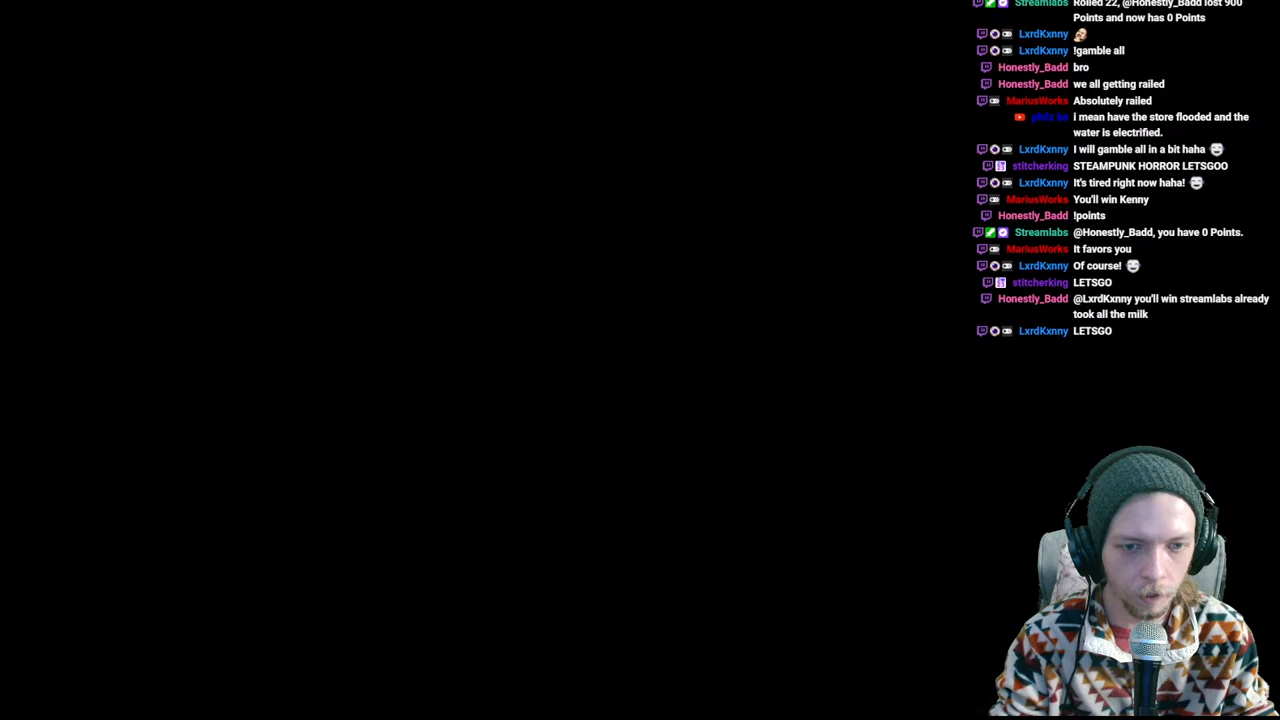 Streamlabs Rolled 22, @Honestly_Badd lost 900
Points and now has 0 Points
LxrdKxnny
LxrdKxnny !gamble all
Honestly_Badd bro
Honestly_Badd we all getting railed
MariusWorks Absolutely railed
philz bo i mean have the store flooded and the
water is electrified.
LxrdKxnny I will gamble all in a bit haha
stitcherking STEAMPUNK HORROR LETSGOO
LxrdKxnny It's tired right now haha!
MariusWorks You'll win Kenny
Honestly_Badd !points
Streamlabs @Honestly_Badd, you have 0 Points.
MariusWorks It favors you
LxrdKxnny Of course!
stitcherking LETSGO
Honestly_Badd @LxrdKxnny you'll win streamlabs already
took all the milk
LxrdKxnny LETSGO